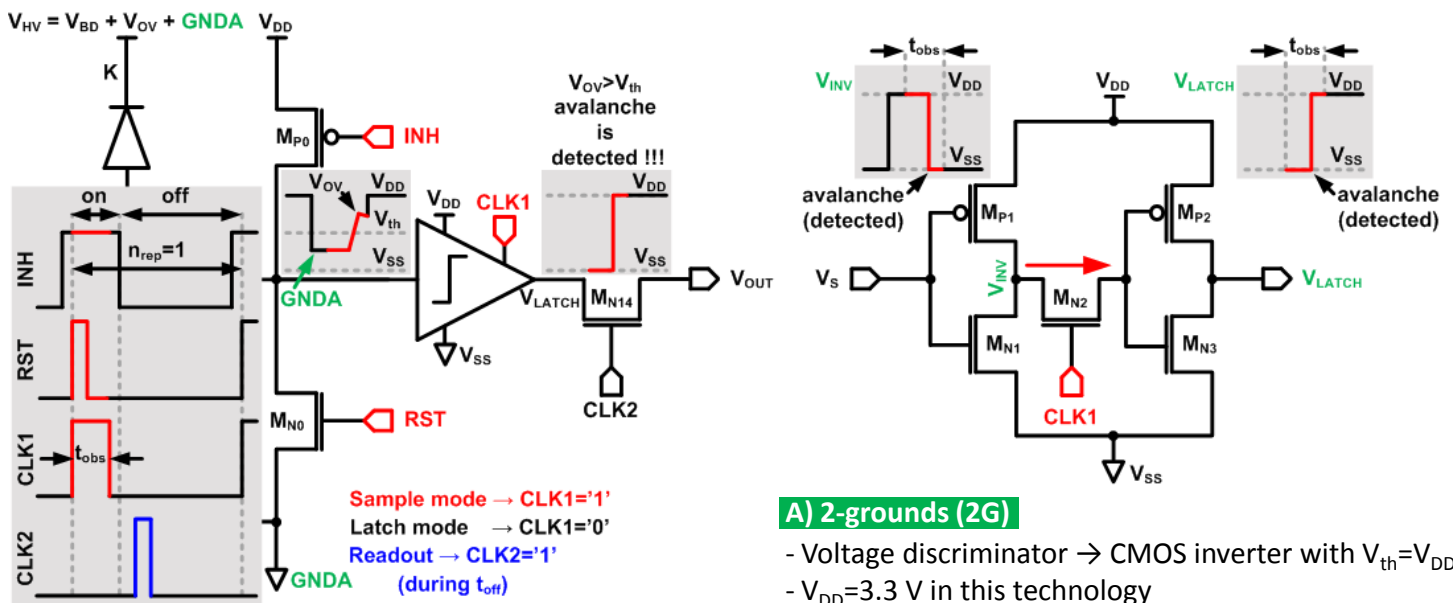 V_HV = V_BD + V_OV + GNDA
V_DD
K
M_P0
INH
on
off
n_rep=1
INH
RST
CLK1
t_obs
CLK2
V_OV
V_DD
V_th
V_SS
GNDA
V_DD
CLK1
V_SS
V_OV>V_th
avalanche
is
detected !!!
V_DD
V_SS
V_LATCH
M_N14
V_OUT
CLK2
M_N0
RST
GNDA
Sample mode → CLK1='1'
Latch mode → CLK1='0'
Readout → CLK2='1'
(during t_off)
t_obs
V_INV
V_DD
V_SS
avalanche
(detected)
V_DD
t_obs
V_LATCH
V_DD
V_SS
avalanche
(detected)
M_P1
M_P2
V_S
V_INV
M_N2
V_LATCH
M_N1
M_N3
CLK1
V_SS
A) 2-grounds (2G)
- Voltage discriminator → CMOS inverter with V_th=V_DD
- V_DD=3.3 V in this technology